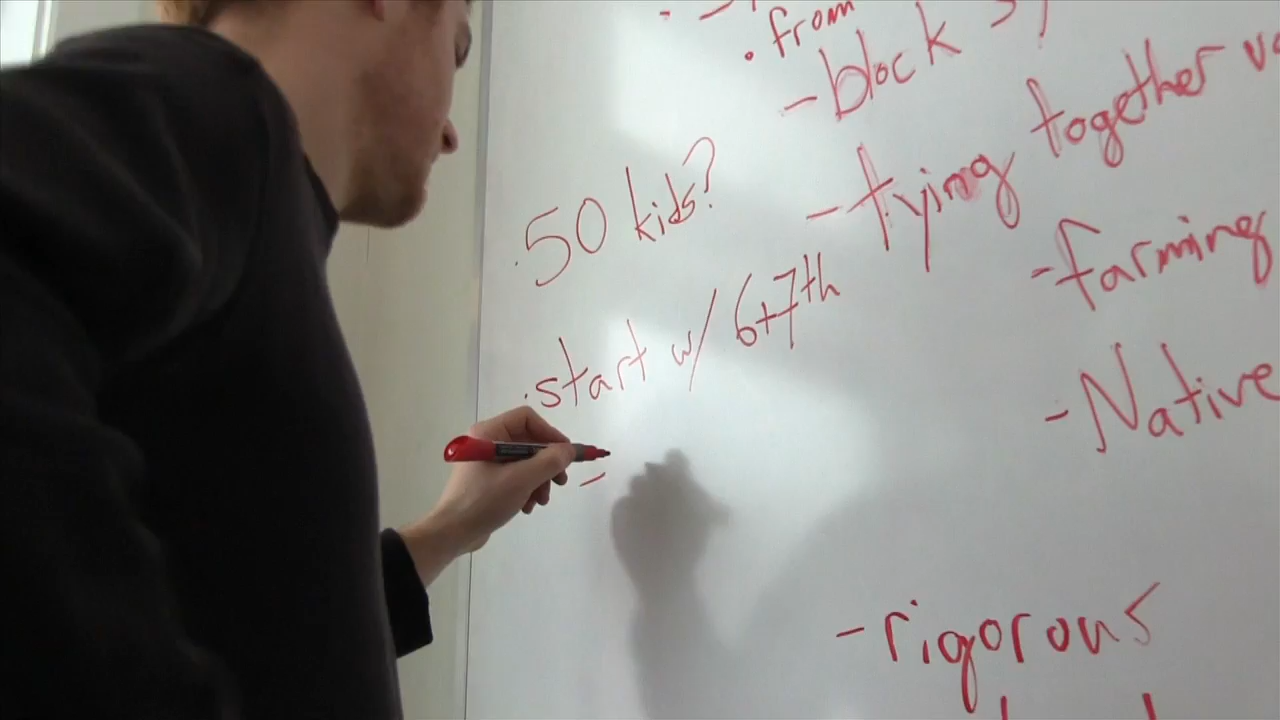 · from
- block
- tying together
- farming
- Native
· 50 kids?
· start w/ 6+7th
-
- rigorous